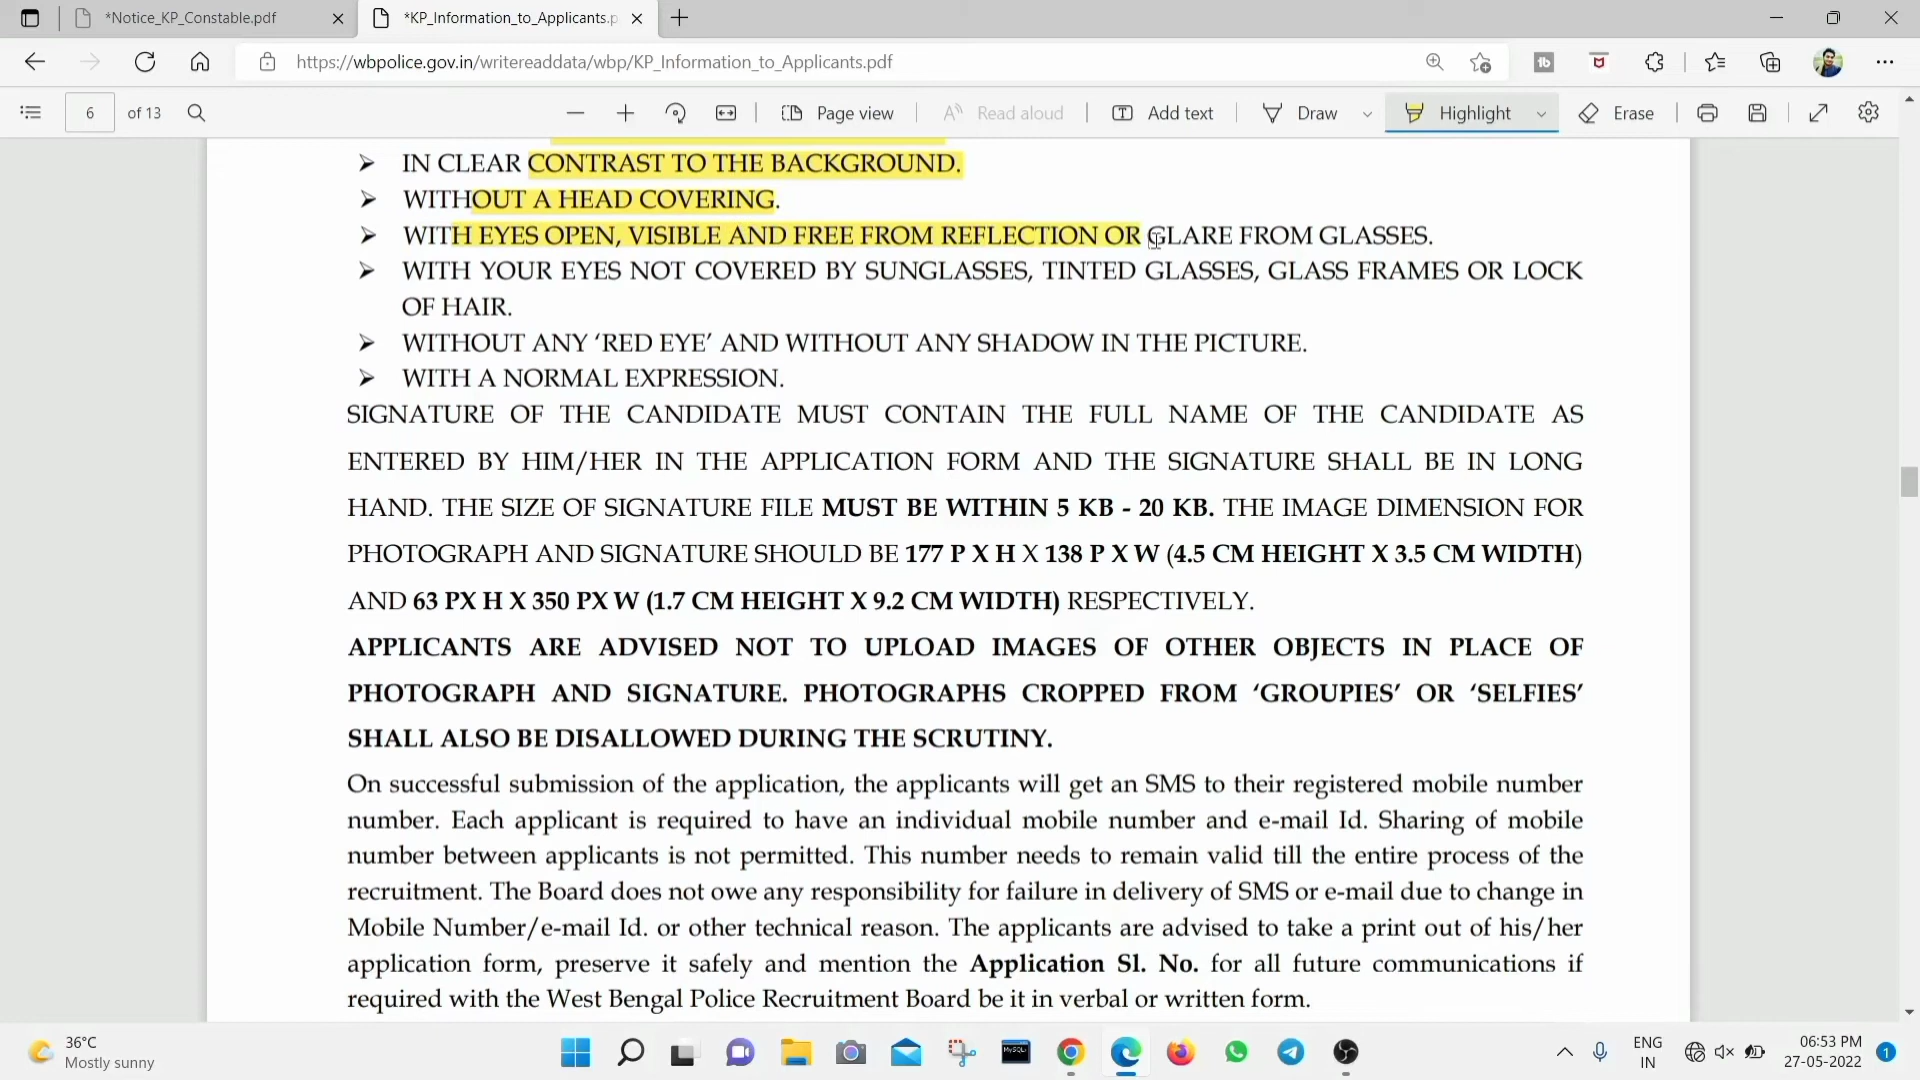 *Notice_KP_Constable.pdf
*KP_Information_to_Applicants.p
https://wbpolice.gov.in/writereaddata/wbp/KP_Information_to_Applicants.pdf
6 of 13
Page view
Read aloud
Add text
Draw
Highlight
Erase
➢ IN CLEAR CONTRAST TO THE BACKGROUND.
➢ WITHOUT A HEAD COVERING.
➢ WITH EYES OPEN, VISIBLE AND FREE FROM REFLECTION OR GLARE FROM GLASSES.
➢ WITH YOUR EYES NOT COVERED BY SUNGLASSES, TINTED GLASSES, GLASS FRAMES OR LOCK
OF HAIR.
➢ WITHOUT ANY ‘RED EYE’ AND WITHOUT ANY SHADOW IN THE PICTURE.
➢ WITH A NORMAL EXPRESSION.
SIGNATURE OF THE CANDIDATE MUST CONTAIN THE FULL NAME OF THE CANDIDATE AS
ENTERED BY HIM/HER IN THE APPLICATION FORM AND THE SIGNATURE SHALL BE IN LONG
HAND. THE SIZE OF SIGNATURE FILE MUST BE WITHIN 5 KB - 20 KB. THE IMAGE DIMENSION FOR
PHOTOGRAPH AND SIGNATURE SHOULD BE 177 P X H X 138 P X W (4.5 CM HEIGHT X 3.5 CM WIDTH)
AND 63 PX H X 350 PX W (1.7 CM HEIGHT X 9.2 CM WIDTH) RESPECTIVELY.
APPLICANTS ARE ADVISED NOT TO UPLOAD IMAGES OF OTHER OBJECTS IN PLACE OF
PHOTOGRAPH AND SIGNATURE. PHOTOGRAPHS CROPPED FROM ‘GROUPIES’ OR ‘SELFIES’
SHALL ALSO BE DISALLOWED DURING THE SCRUTINY.
On successful submission of the application, the applicants will get an SMS to their registered mobile number
number. Each applicant is required to have an individual mobile number and e-mail Id. Sharing of mobile
number between applicants is not permitted. This number needs to remain valid till the entire process of the
recruitment. The Board does not owe any responsibility for failure in delivery of SMS or e-mail due to change in
Mobile Number/e-mail Id. or other technical reason. The applicants are advised to take a print out of his/her
application form, preserve it safely and mention the Application Sl. No. for all future communications if
required with the West Bengal Police Recruitment Board be it in verbal or written form.
36°C
Mostly sunny
MySQL
ENG
IN
06:53 PM
27-05-2022
1